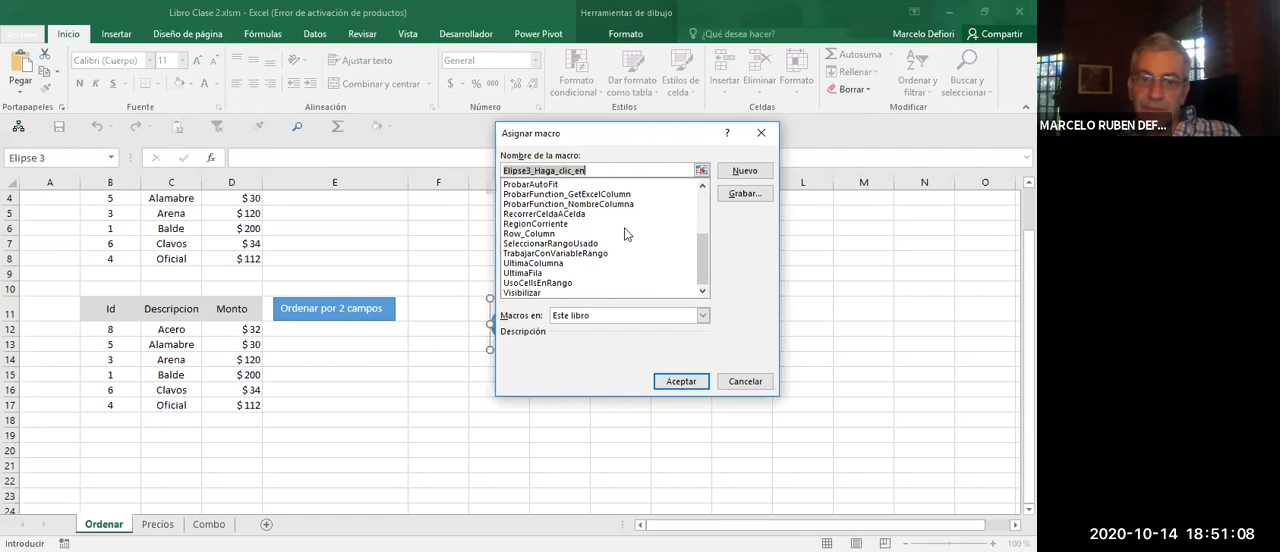 Libro Clase 2.xlsm - Excel (Error de activación de productos)
Herramientas de dibujo
Archivo Inicio Insertar Diseño de página Fórmulas Datos Revisar Vista Desarrollador Power Pivot Formato ¿Qué desea hacer? Marcelo Defiori Compartir
Pegar
Calibri (Cuerpo) 11
N K S
Ajustar texto
Combinar y centrar
General
$ % 000
Formato condicional
Dar formato como tabla
Estilos de celda
Insertar Eliminar Formato
Autosuma
Rellenar
Borrar
Ordenar y filtrar
Buscar y seleccionar
Portapapeles Fuente Alineación Número Estilos Celdas Modificar
Elipse 3
fx
A B C D E F L M N O
4 5 Alamabre $ 30
5 3 Arena $ 120
6 1 Balde $ 200
7 6 Clavos $ 34
8 4 Oficial $ 112
9
10
11 Id Descripcion Monto Ordenar por 2 campos
12 8 Acero $ 32
13 5 Alamabre $ 30
14 3 Arena $ 120
15 1 Balde $ 200
16 6 Clavos $ 34
17 4 Oficial $ 112
18
19
20
21
22
23
24
Asignar macro
?
Nombre de la macro:
Elipse3_Haga_clic_en
Nuevo
Grabar...
ProbarAutoFit
ProbarFunction_GetExcelColumn
ProbarFunction_NombreColumna
RecorrerCeldaACelda
RegionCorriente
Row_Column
SeleccionarRangoUsado
TrabajarConVariableRango
UltimaColumna
UltimaFila
UsoCellsEnRango
Visibilizar
Macros en: Este libro
Descripción
Aceptar Cancelar
Ordenar Precios Combo
Introducir
100 %
MARCELO RUBEN DEF...
2020-10-14 18:51:08